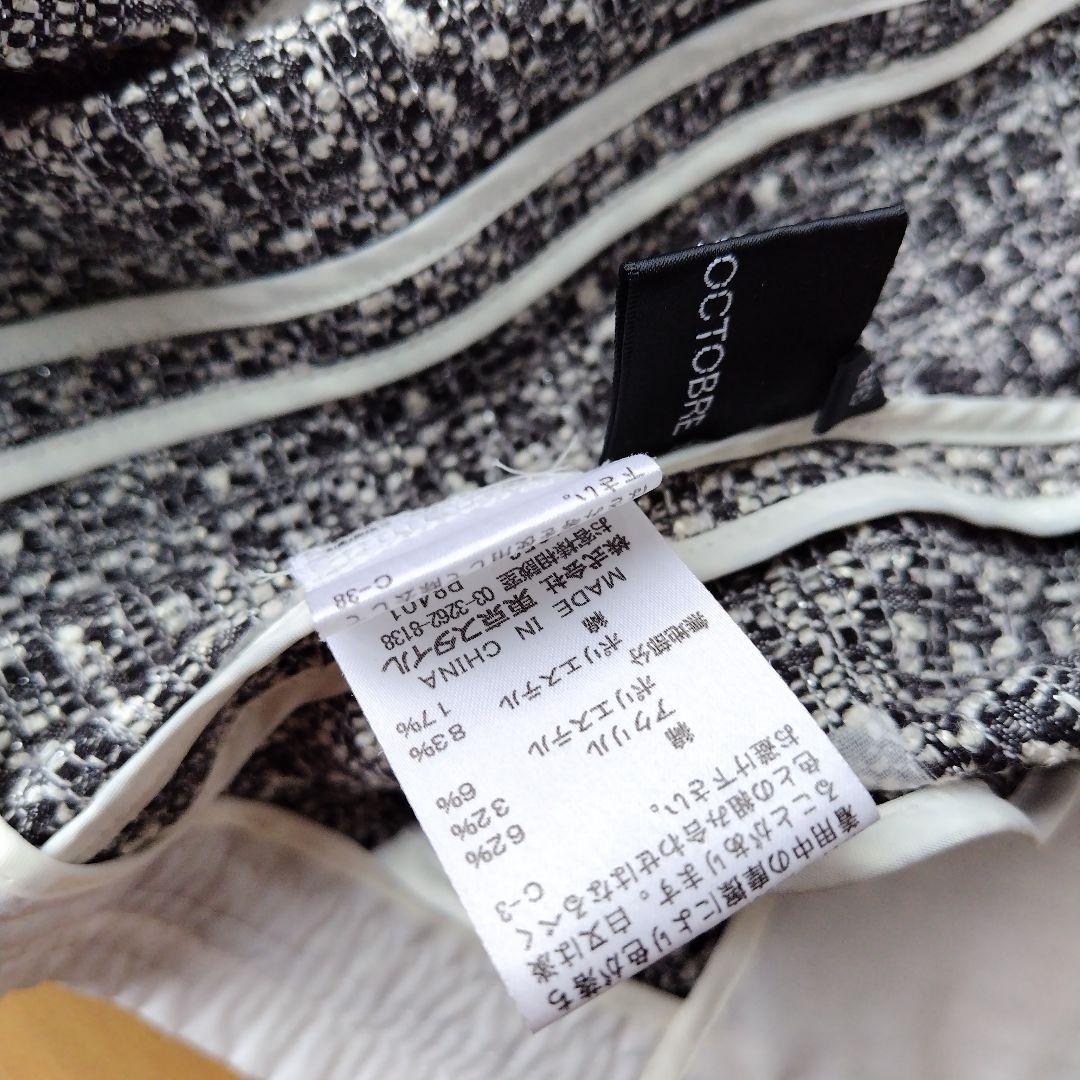 OCTOBRE
着用中の摩擦により色が落ち
ることがあります。白又は淡
色との組み合わせはなるべく
お避け下さい。
C-3
綿 62%
アクリル 32%
ポリエステル 6%
無地部分
ポリエステル 83%
綿 17%
MADE IN CHINA
株式会社 東京スタイル
お客様相談室 03-3262-8138
C-38
下さい。